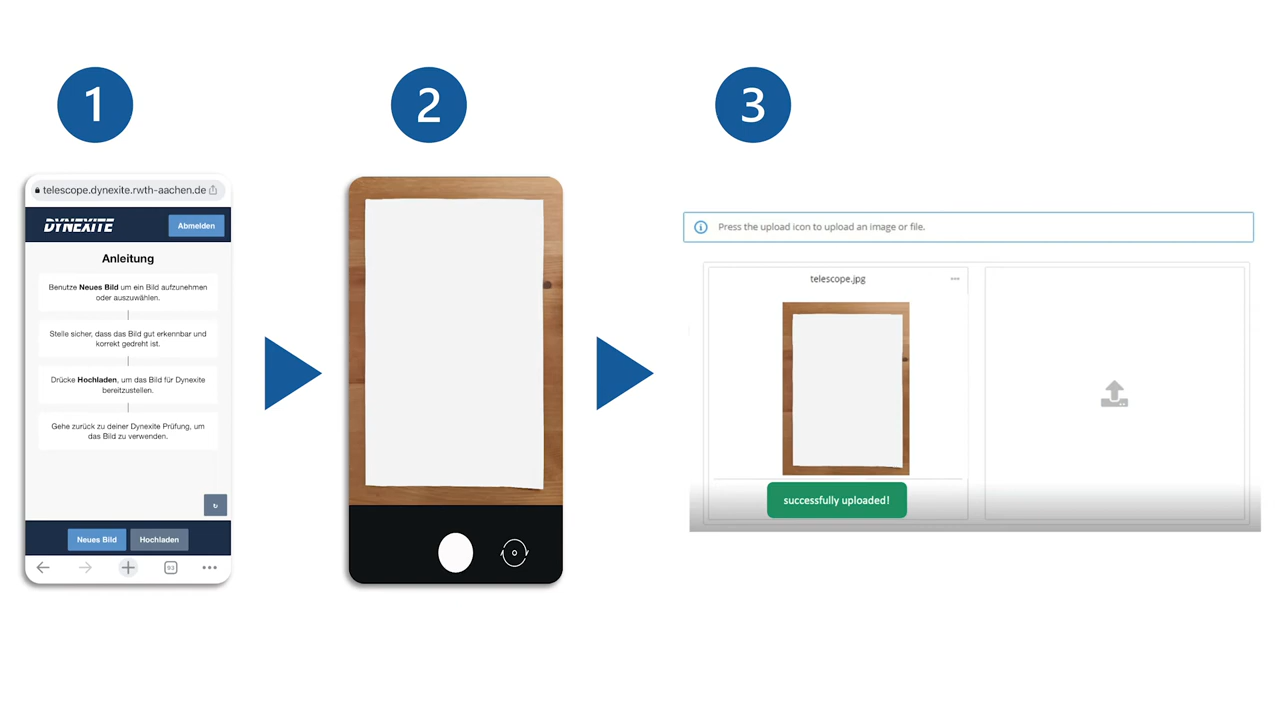 1
2
3
telescope.dynexite.rwth-aachen.de
DYNEXITE
Abmelden
Anleitung
Benutze Neues Bild um ein Bild aufzunehmen
oder auszuwählen.
Stelle sicher, dass das Bild gut erkennbar und
korrekt gedreht ist.
Drücke Hochladen, um das Bild für Dynexite
bereitzustellen.
Gehe zurück zu deiner Dynexite Prüfung, um
das Bild zu verwenden.
Neues Bild
Hochladen
93
Press the upload icon to upload an image or file.
telescope.jpg
successfully uploaded!